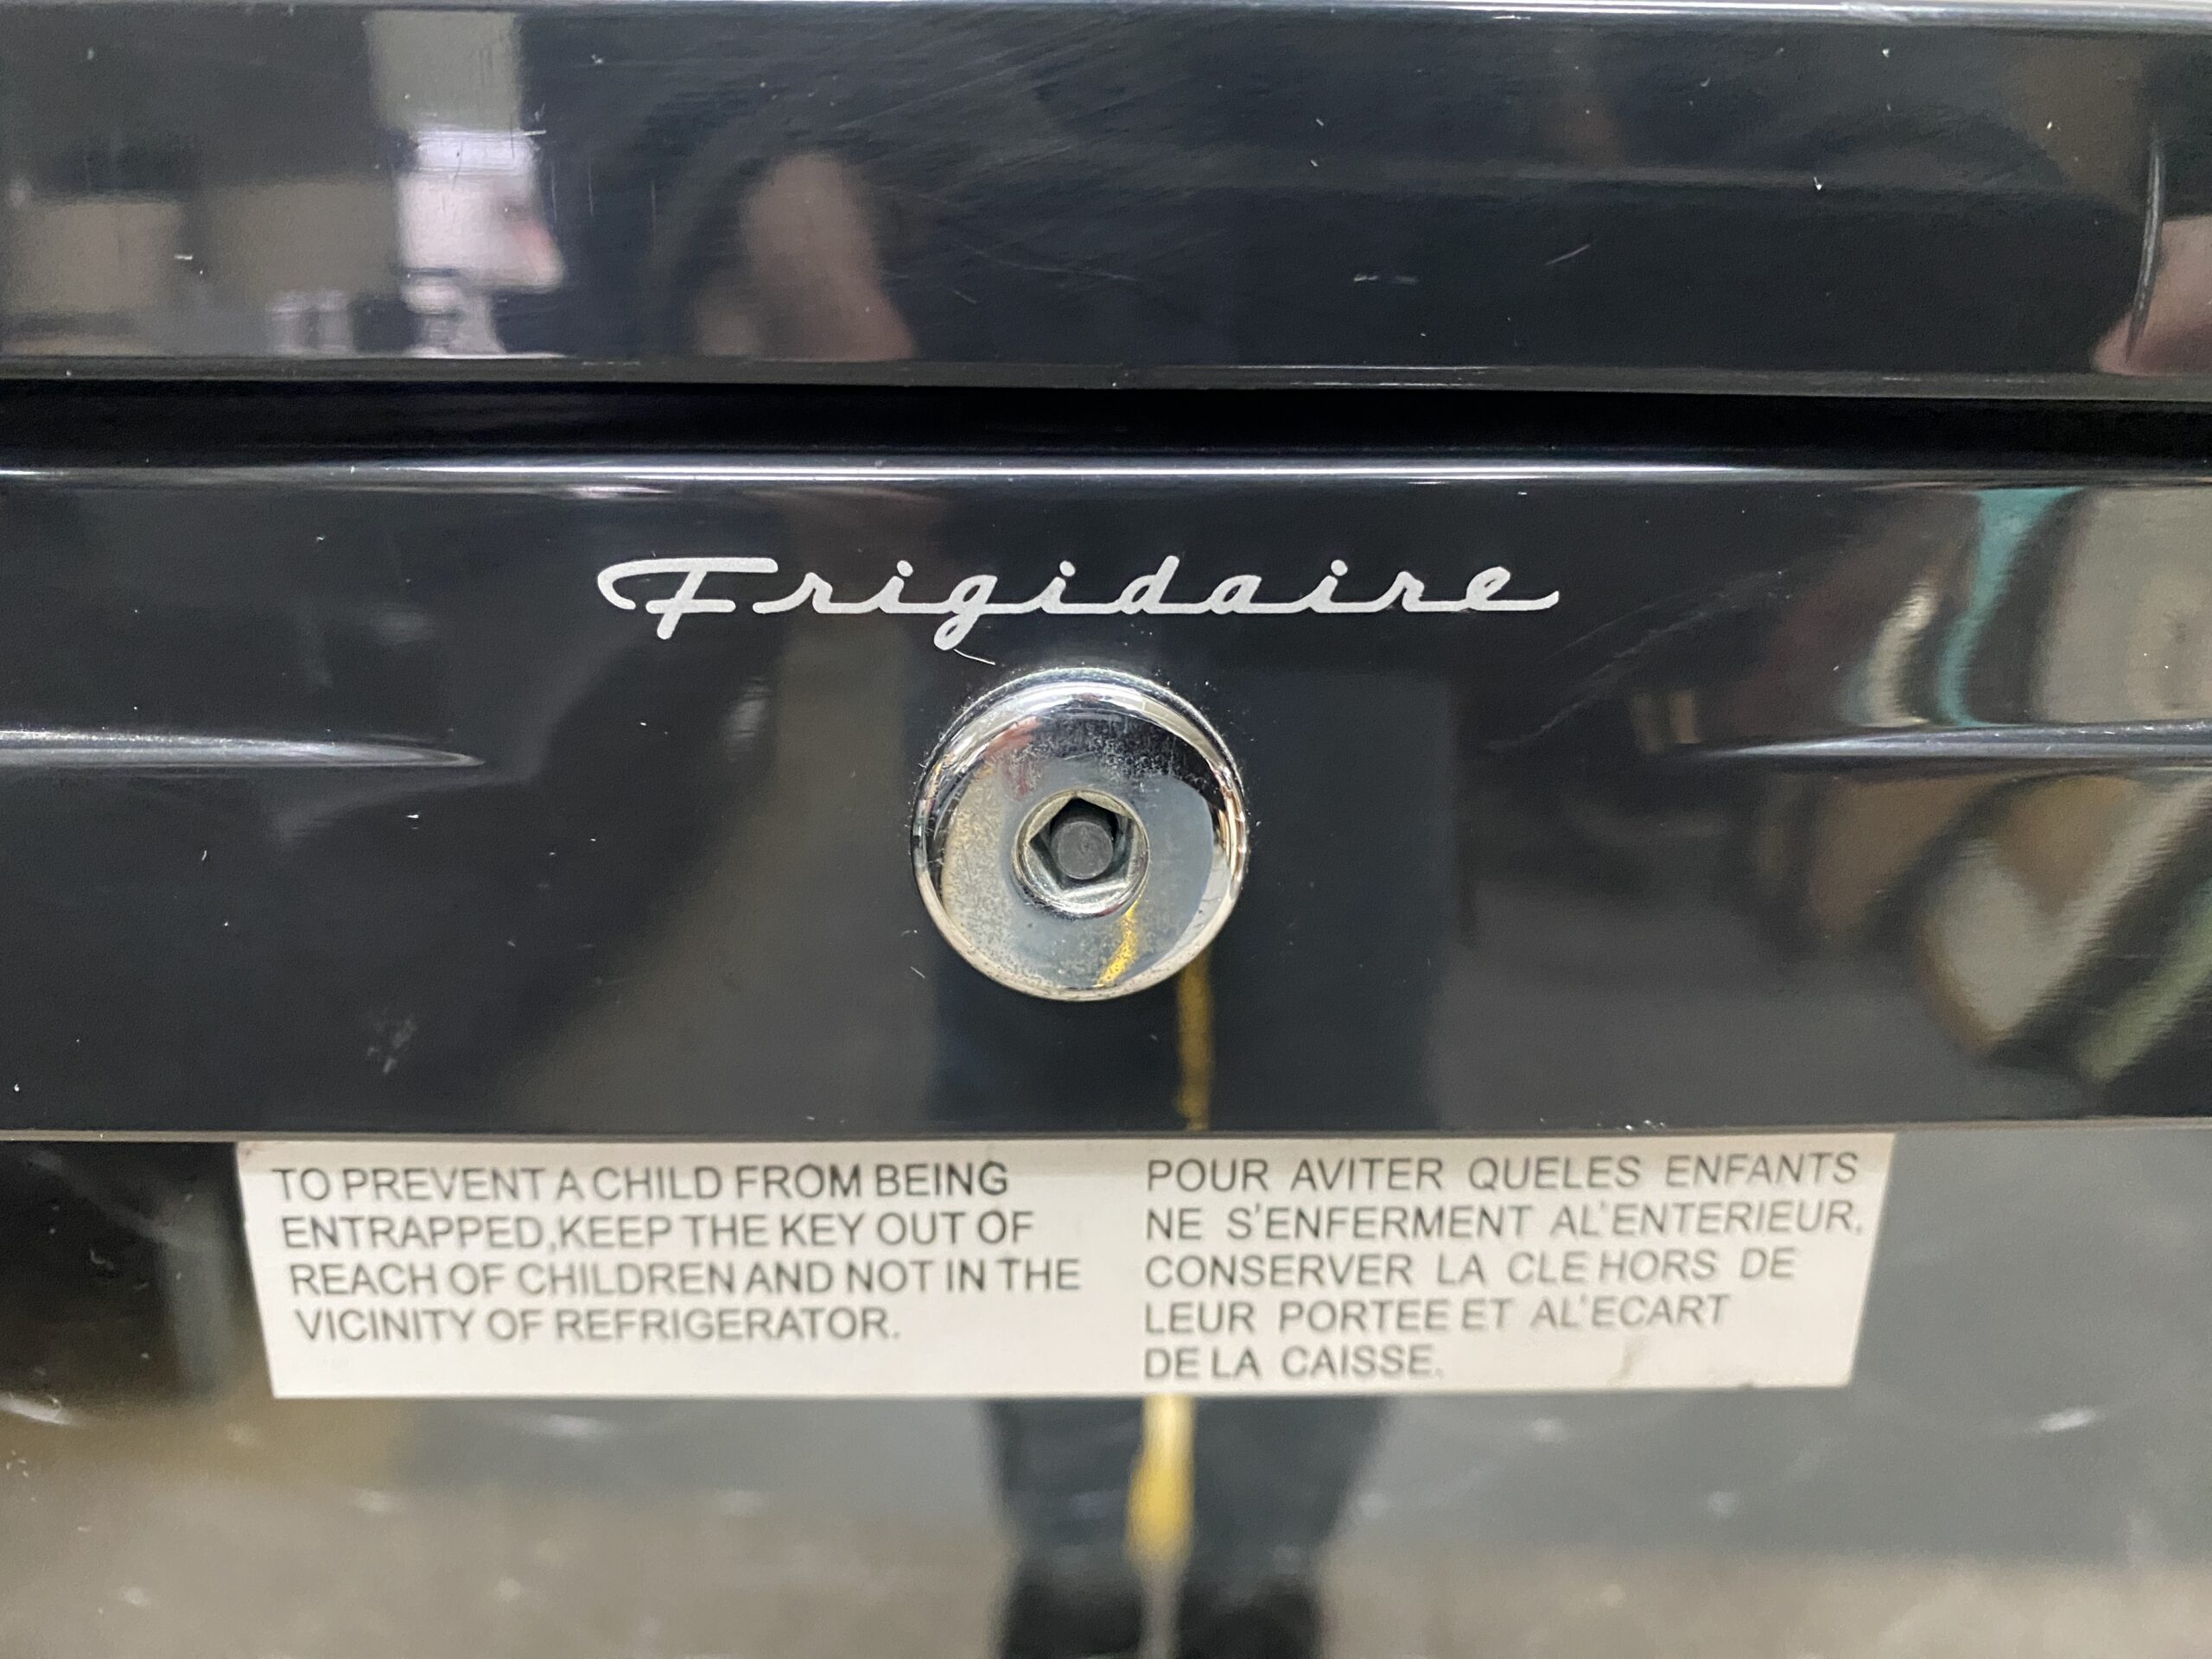 Frigidaire
TO PREVENT A CHILD FROM BEING
ENTRAPPED,KEEP THE KEY OUT OF
REACH OF CHILDREN AND NOT IN THE
VICINITY OF REFRIGERATOR.
POUR AVITER QUELES ENFANTS
NE S'ENFERMENT AL'ENTERIEUR,
CONSERVER LA CLE HORS DE
LEUR PORTEE ET AL'ECART
DE LA CAISSE.